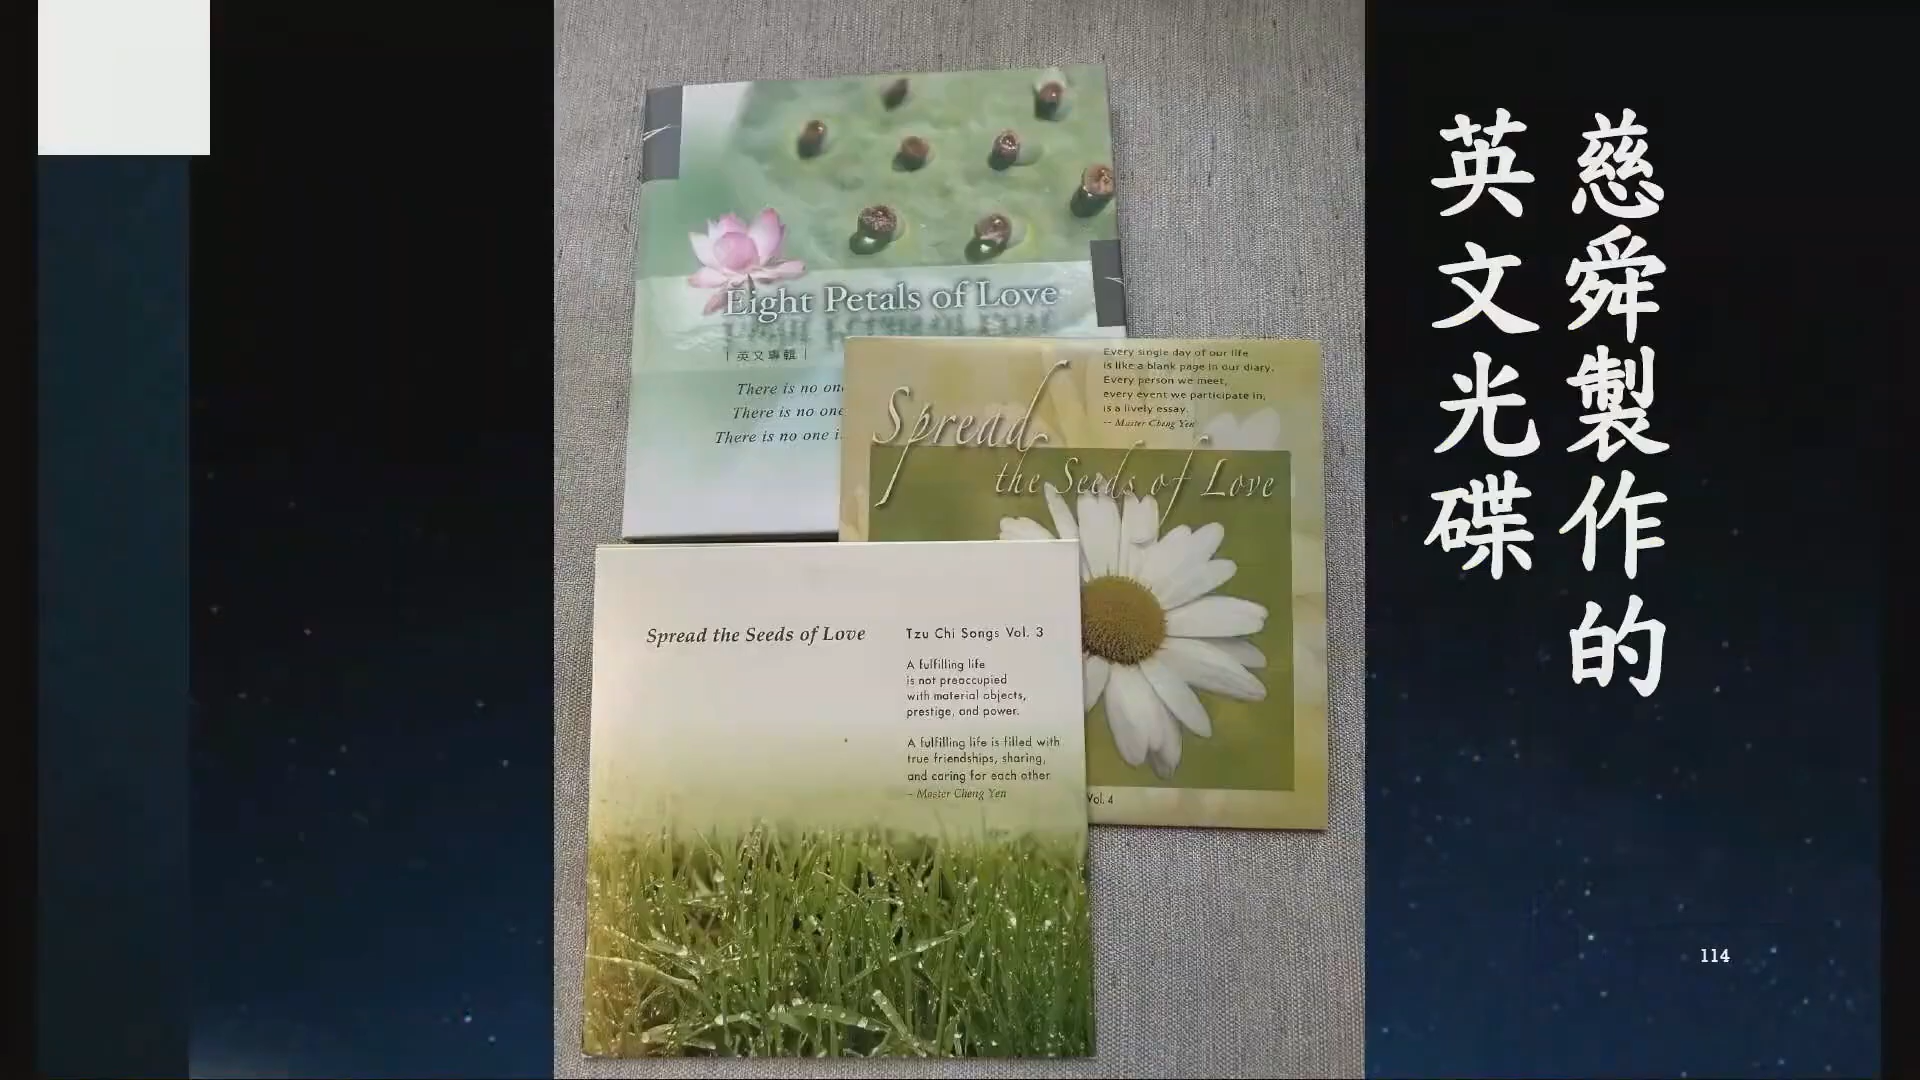 慈舜製作的
英文光碟
Eight Petals of Love
英文專輯
There is no one
There is no one
There is no one i
Spread
the Seeds of Love
Every single day of our life
is like a blank page in our diary.
Every person we meet,
every event we participate in,
is a lively essay.
-- Master Cheng Yen
Vol. 4
Spread the Seeds of Love
Tzu Chi Songs Vol. 3
A fulfilling life
is not preoccupied
with material objects,
prestige, and power.
A fulfilling life is filled with
true friendships, sharing,
and caring for each other
-- Master Cheng Yen
114